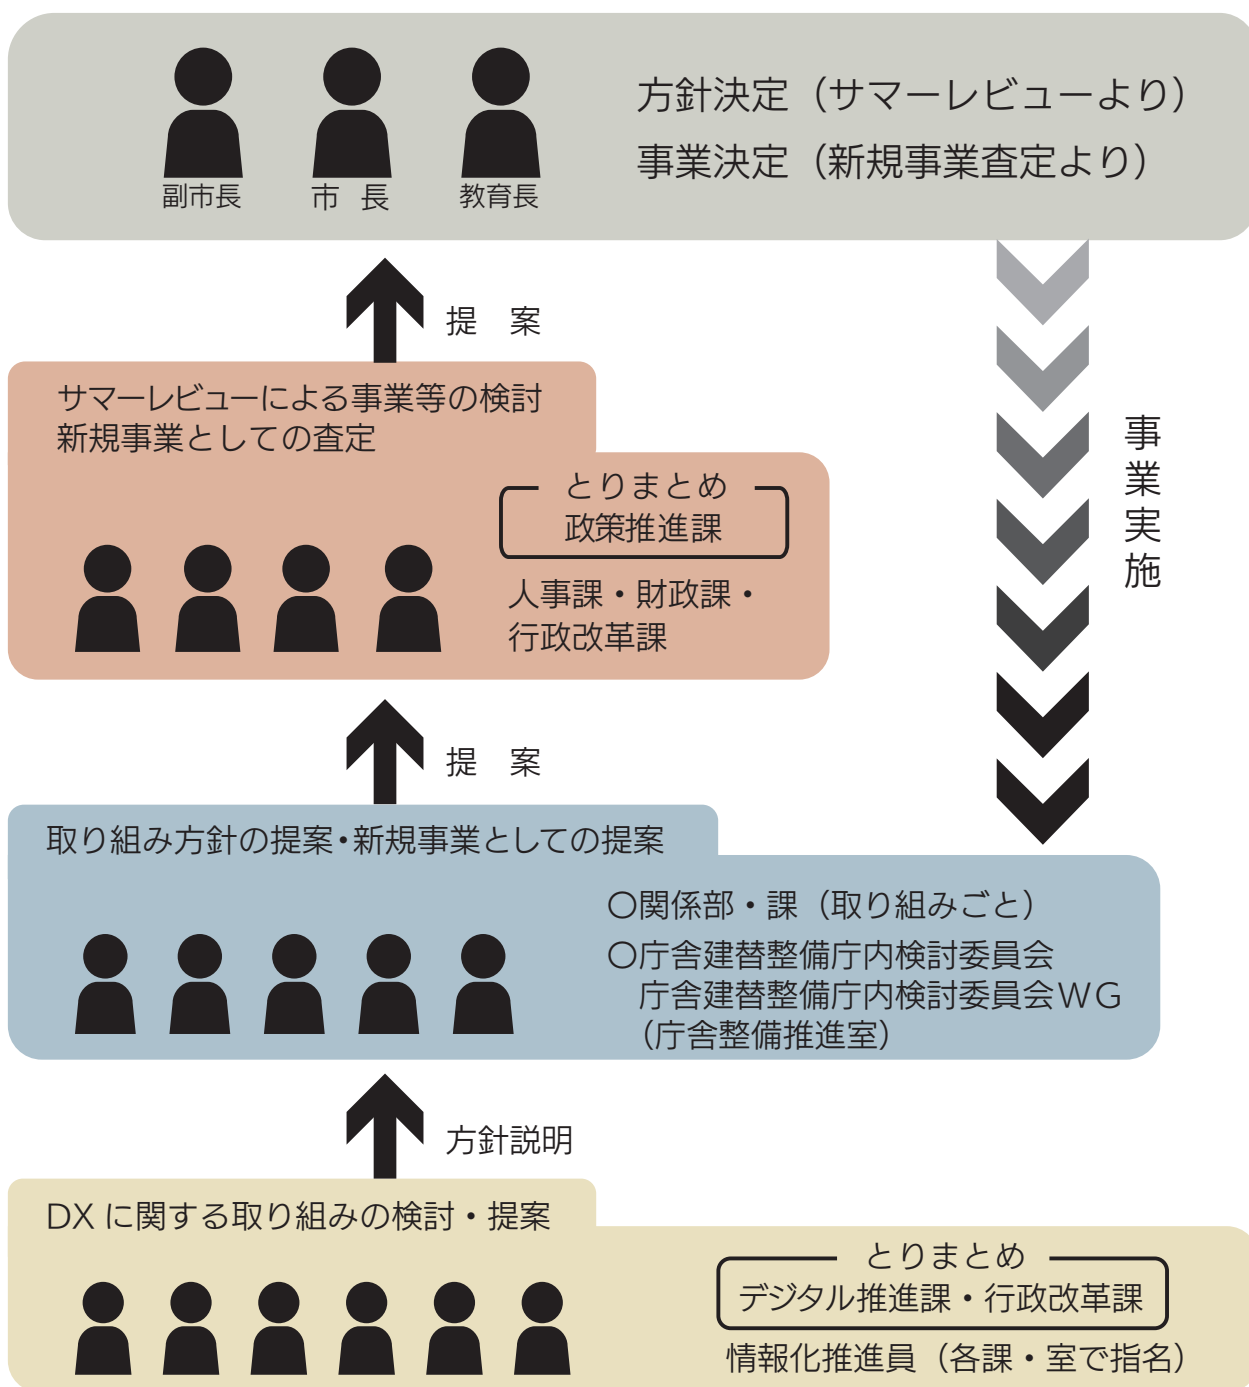 方針決定（サマーレビューより）
事業決定（新規事業査定より）
副市長
市 長
教育長
提 案
サマーレビューによる事業等の検討
新規事業としての査定
とりまとめ
政策推進課
人事課・財政課・
行政改革課
事業実施
提 案
取り組み方針の提案・新規事業としての提案
○関係部・課（取り組みごと）
○庁舎建替整備庁内検討委員会
庁舎建替整備庁内検討委員会WG
（庁舎整備推進室）
方針説明
DXに関する取り組みの検討・提案
とりまとめ
デジタル推進課・行政改革課
情報化推進員（各課・室で指名）